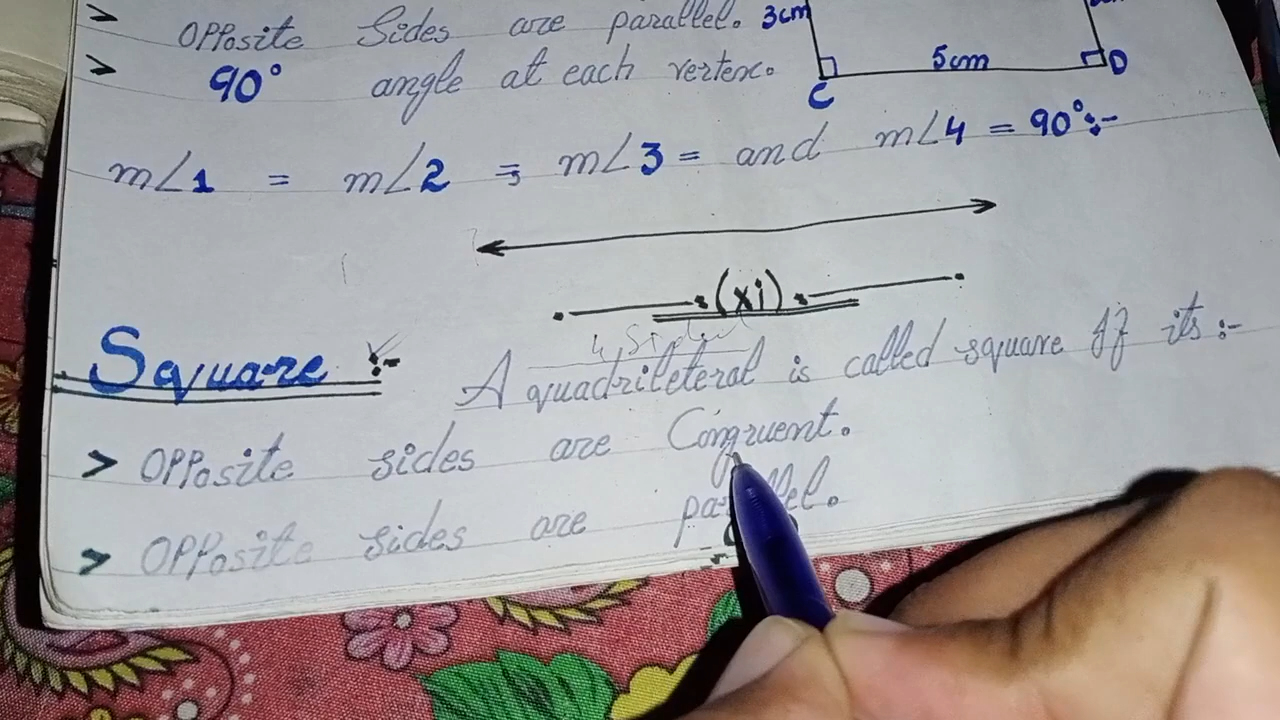 > Opposite Sides are parallel. 3cm
> 90° angle at each vertex.
5cm
C D
m∠1 = m∠2 = m∠3 = and m∠4 = 90°:-
(xi)
Square :- A quadrileteral is called square If its :-
> Opposite sides are Congruent.
> Opposite sides are parallel.